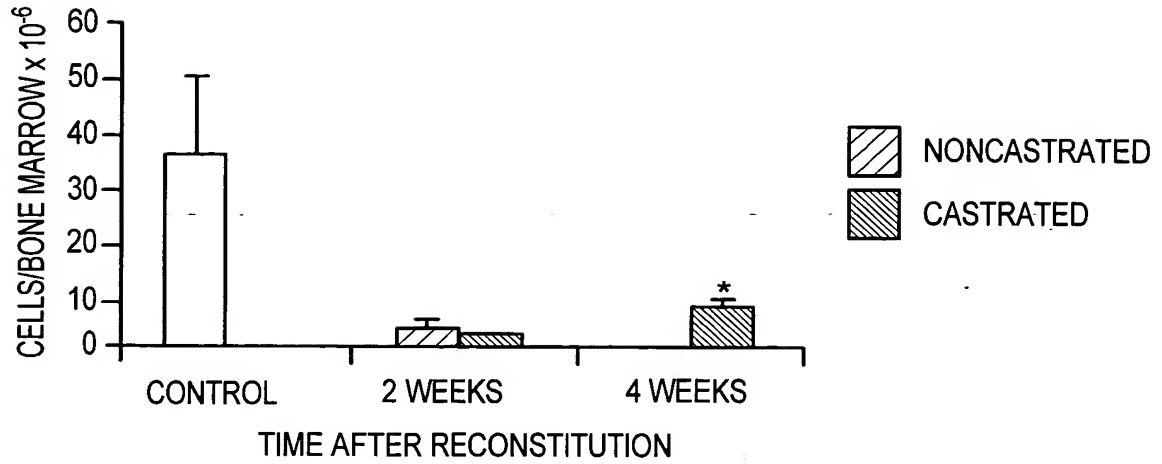 CELLS/BONE MARROW x 10-6
60
50
40
30
20
10
0
*
CONTROL
2 WEEKS
4 WEEKS
TIME AFTER RECONSTITUTION
NONCASTRATED
CASTRATED